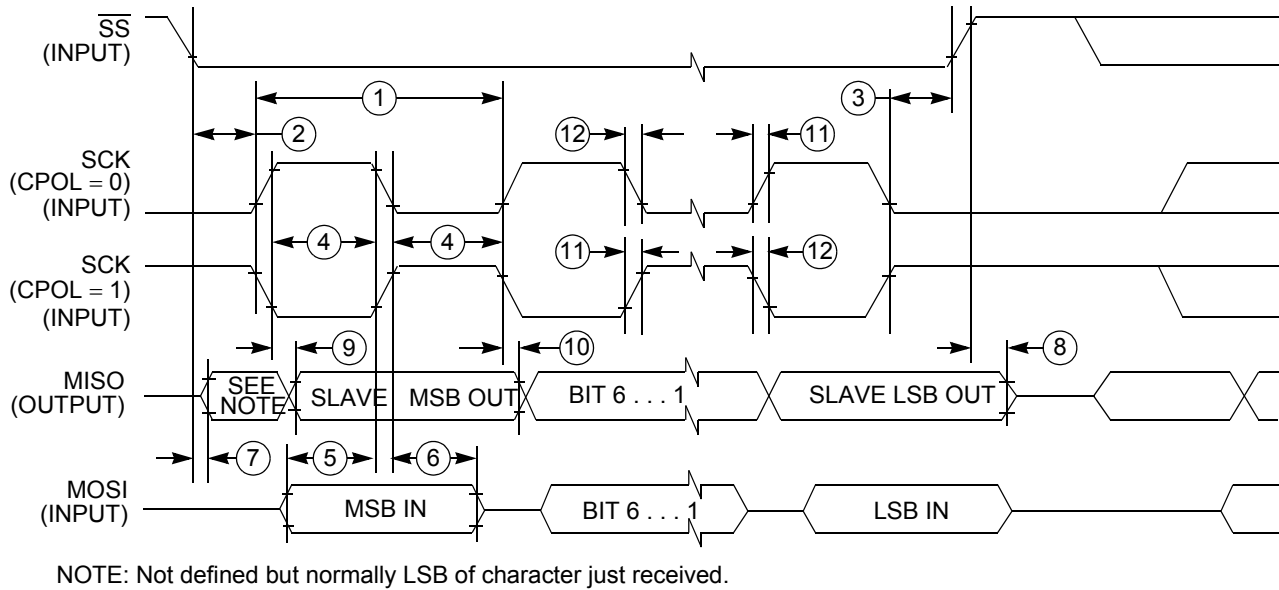 SS
(INPUT)
1
3
2
12
11
SCK
(CPOL = 0)
(INPUT)
4
4
11
12
SCK
(CPOL = 1)
(INPUT)
9
10
8
MISO
(OUTPUT)
SEE
NOTE
SLAVE MSB OUT
BIT 6 . . . 1
SLAVE LSB OUT
7
5
6
MOSI
(INPUT)
MSB IN
BIT 6 . . . 1
LSB IN
NOTE: Not defined but normally LSB of character just received.